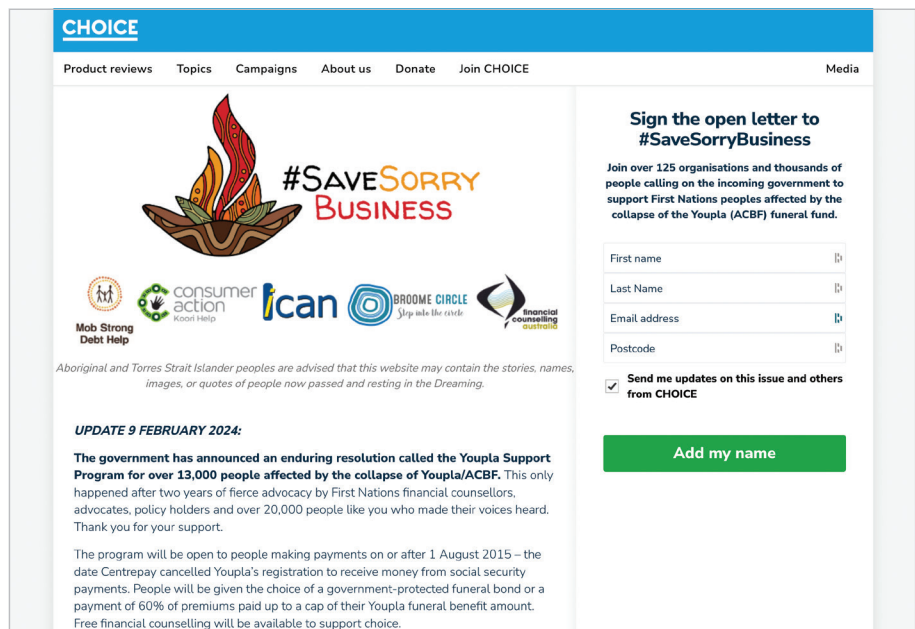 CHOICE
Product reviews Topics Campaigns About us Donate Join CHOICE Media
#SAVESORRY
BUSINESS
Mob Strong
Debt Help
consumer
action
Koori Help
ican
BROOME CIRCLE
Step into the circle
financial
counselling
australia
Aboriginal and Torres Strait Islander peoples are advised that this website may contain the stories, names,
images, or quotes of people now passed and resting in the Dreaming.
UPDATE 9 FEBRUARY 2024:
The government has announced an enduring resolution called the Youpla Support
Program for over 13,000 people affected by the collapse of Youpla/ACBF. This only
happened after two years of fierce advocacy by First Nations financial counsellors,
advocates, policy holders and over 20,000 people like you who made their voices heard.
Thank you for your support.
The program will be open to people making payments on or after 1 August 2015 – the
date Centrepay cancelled Youpla's registration to receive money from social security
payments. People will be given the choice of a government-protected funeral bond or a
payment of 60% of premiums paid up to a cap of their Youpla funeral benefit amount.
Free financial counselling will be available to support choice.
Sign the open letter to
#SaveSorryBusiness
Join over 125 organisations and thousands of
people calling on the incoming government to
support First Nations peoples affected by the
collapse of the Youpla (ACBF) funeral fund.
First name
Last Name
Email address
Postcode
Send me updates on this issue and others
from CHOICE
Add my name